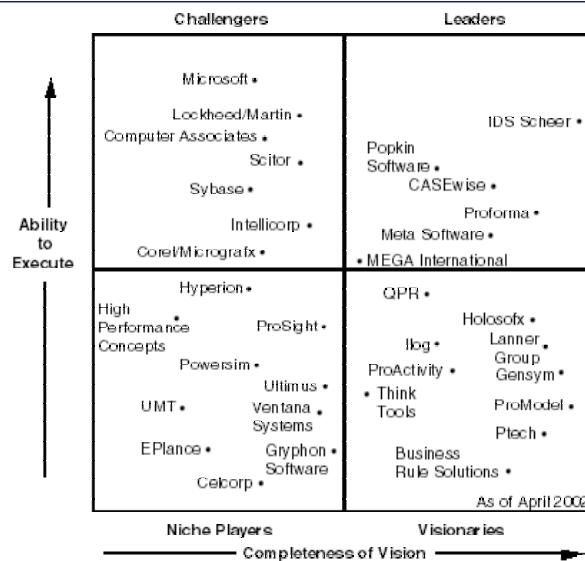 Challengers
Leaders
Microsoft
Lockheed/Martin
IDS Scheer
Computer Associates
Popkin
Software
Scitor
CASEwise
Sybase
Proforma
Ability
to
Execute
Intellicorp
Meta Software
Corel/Micrografx
MEGA International
Hyperion
QPR
High
Performance
Concepts
ProSight
Holosofx
Ilog
Lanner
Group
Powersim
ProActivity
Gensym
Ultimus
Think
Tools
UMT
Ventana
Systems
ProModel
Ptech
EPlance
Gryphon
Software
Business
Rule Solutions
Celcorp
As of April 2002
Niche Players
Visionaries
Completeness of Vision